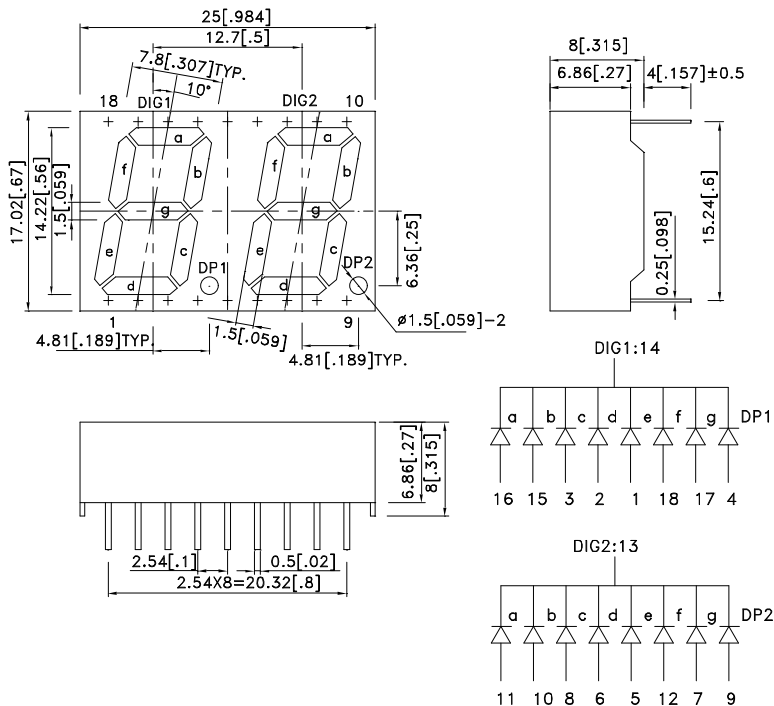 25[.984]
12.7[.5]
7.8[.307]TYP.
10°
18 DIG1 DIG2 10
a
f b
g
e c
d
DP1
a
f b
g
e c
d
DP2
17.02[.67]
14.22[.56]
1.5[.059]
6.36[.25]
1 9
4.81[.189]TYP.
1.5[.059]
4.81[.189]TYP.
ø1.5[.059]-2
8[.315]
6.86[.27]
4[.157]±0.5
15.24[.6]
0.25[.098]
6.86[.27]
8[.315]
2.54[.1]
0.5[.02]
2.54X8=20.32[.8]
DIG1:14
a b c d e f g DP1
16 15 3 2 1 18 17 4
DIG2:13
a b c d e f g DP2
11 10 8 6 5 12 7 9